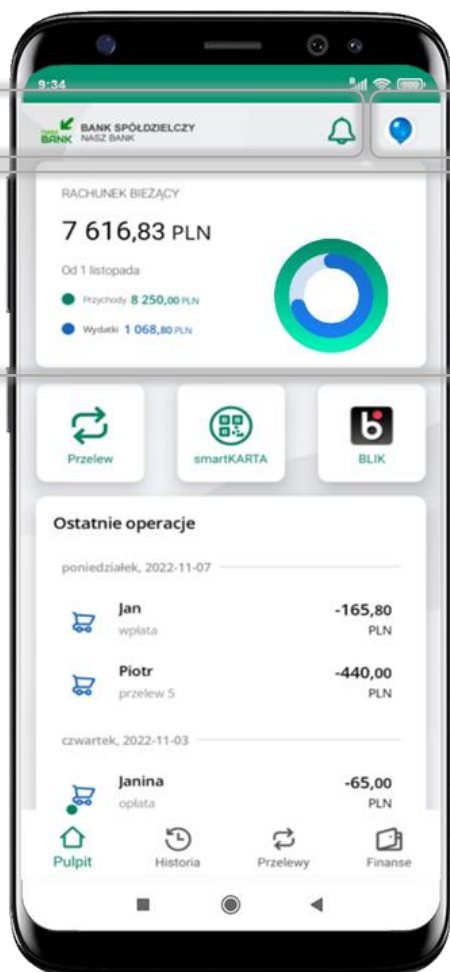 9:34
100
NASZ BANK
BANK SPÓŁDZIELCZY
NASZ BANK
RACHUNEK BIEŻĄCY
7 616,83 PLN
Od 1 listopada
Przychody 8 250,00 PLN
Wydatki 1 068,80 PLN
Przelew
smartKARTA
BLIK
Ostatnie operacje
poniedziałek, 2022-11-07
Jan -165,80
wpłata PLN
Piotr -440,00
przelew 5 PLN
czwartek, 2022-11-03
Janina -65,00
opłata PLN
Pulpit Historia Przelewy Finanse